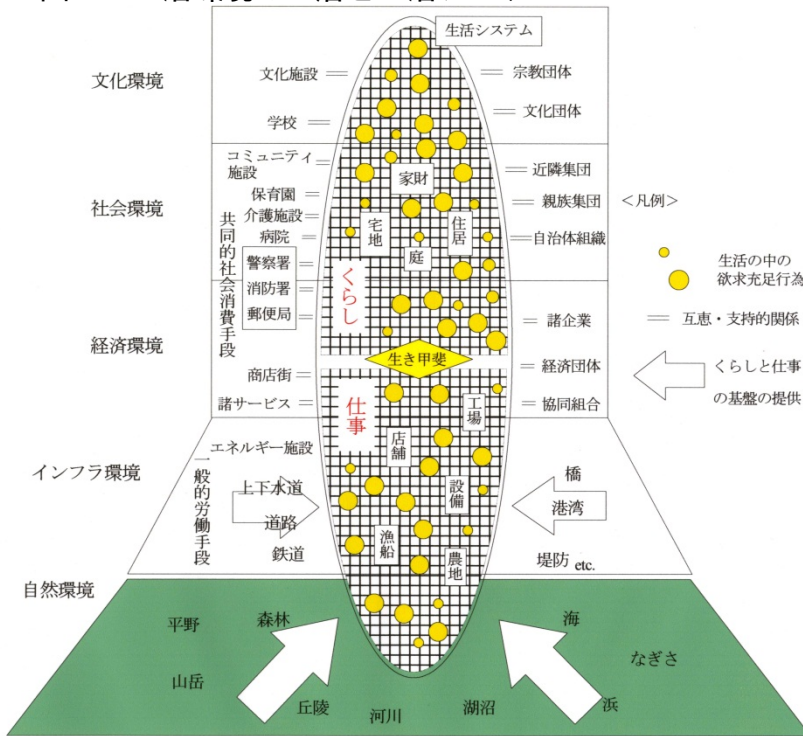 生活システム
文化環境
文化施設
宗教団体
文化団体
学校
コミュニティ
施設
近隣集団
家財
保育園
社会環境
親族集団
<凡例>
介護施設
宅地
住居
病院
庭
自治体組織
共同的社会消費手段
警察署
くらし
生活の中の
欲求充足行為
消防署
郵便局
諸企業
互恵・支持的関係
経済環境
生き甲斐
経済団体
くらしと仕事
の基盤の提供
商店街
諸サービス
仕事
工場
協同組合
店舗
エネルギー施設
インフラ環境
一般的労働手段
上下水道
設備
橋
道路
港湾
漁船
鉄道
農地
堤防 etc.
自然環境
平野
森林
海
なぎさ
山岳
丘陵
河川
湖沼
浜